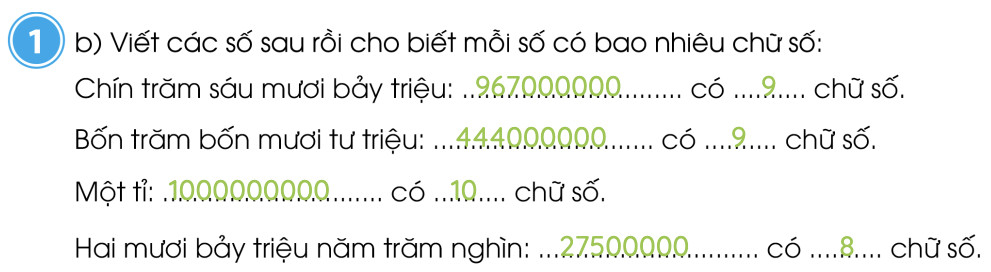 1 b) Viết các số sau rồi cho biết mỗi số có bao nhiêu chữ số:
Chín trăm sáu mươi bảy triệu: ..967000000........ có ....9.... chữ số.
Bốn trăm bốn mươi tư triệu: ...444000000...... có ....9.... chữ số.
Một tỉ: .1000000000....... có ...10.... chữ số.
Hai mươi bảy triệu năm trăm nghìn: ...27500000......... có ....8.... chữ số.